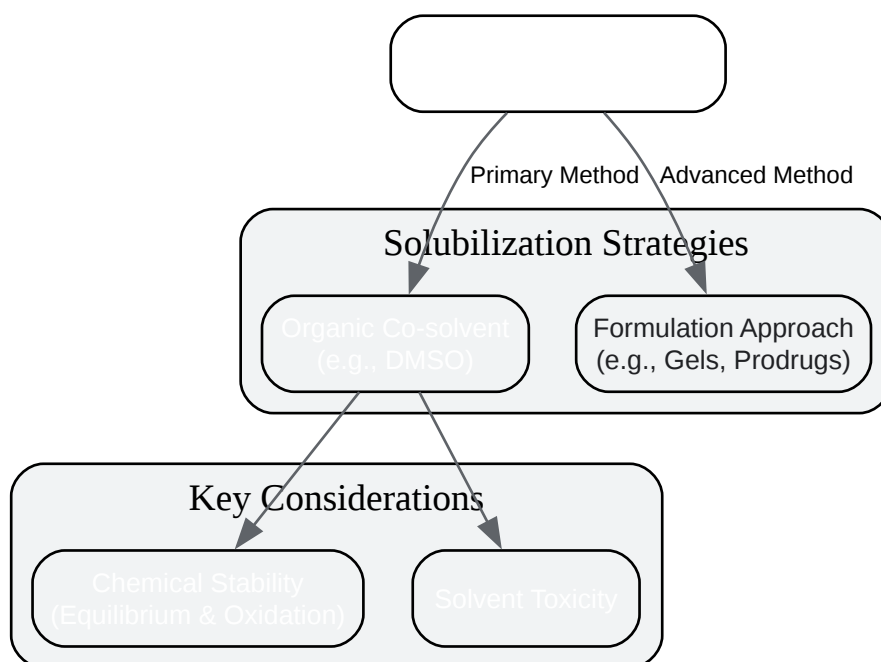 Primary Method
Advanced Method
Solubilization Strategies
Organic Co-solvent
(e.g., DMSO)
Formulation Approach
(e.g., Gels, Prodrugs)
Key Considerations
Chemical Stability
(Equilibrium & Oxidation)
Solvent Toxicity